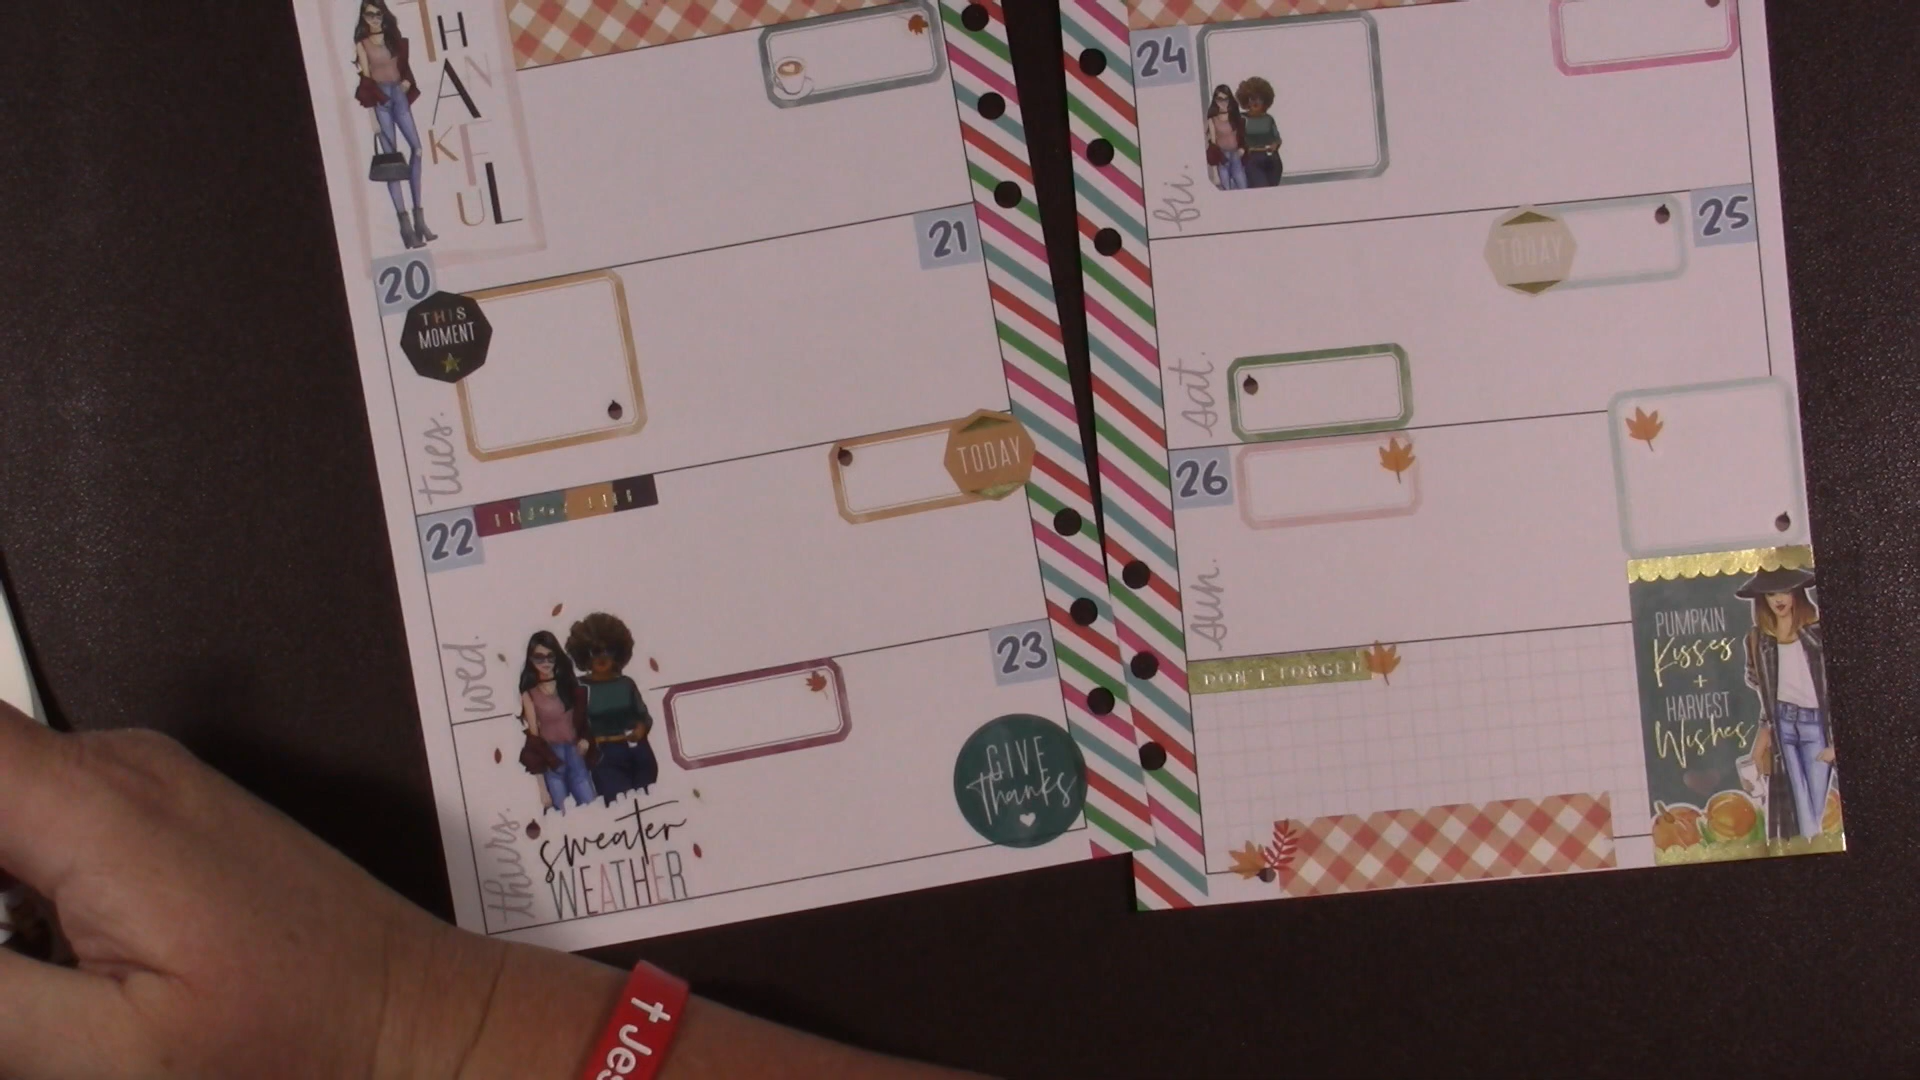 THANKFUL
20
21
THIS
MOMENT
tues.
TODAY
22
wed.
23
GIVE
Thanks
sweater
WEATHER
thurs.
24
fri.
TODAY
25
sat.
26
sun.
DON'T FORGET
PUMPKIN
Kisses
+
HARVEST
Wishes
† Jes